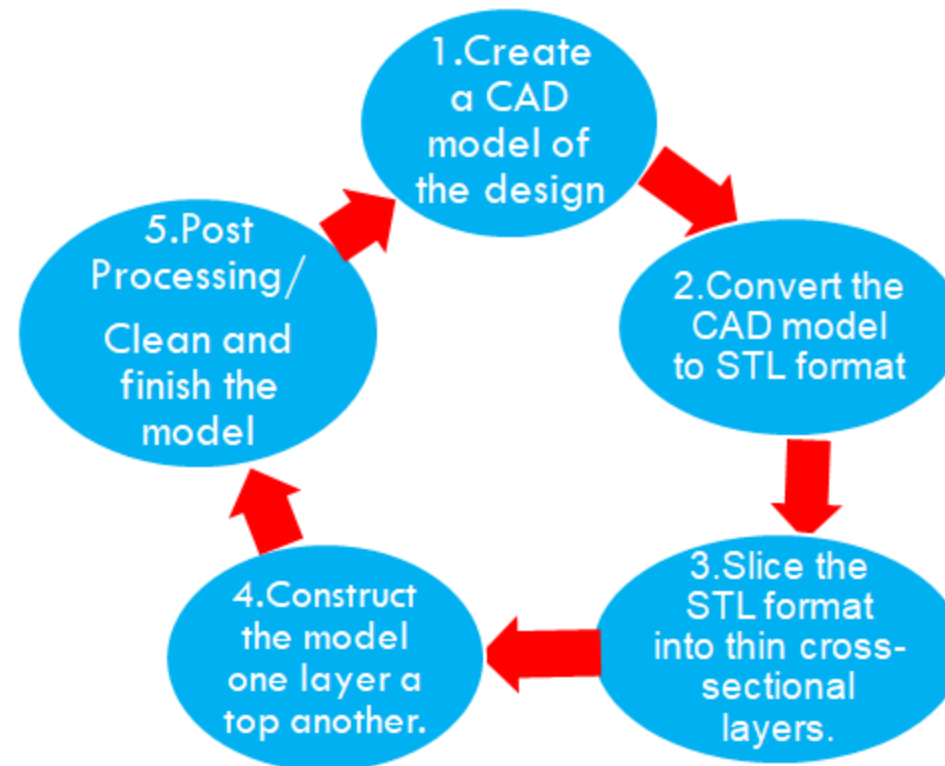 1.Create
a CAD
model of
the design
2.Convert the
CAD model
to STL format
3.Slice the
STL format
into thin cross-
sectional
layers.
4.Construct
the model
one layer a
top another.
5.Post
Processing/
Clean and
finish the
model